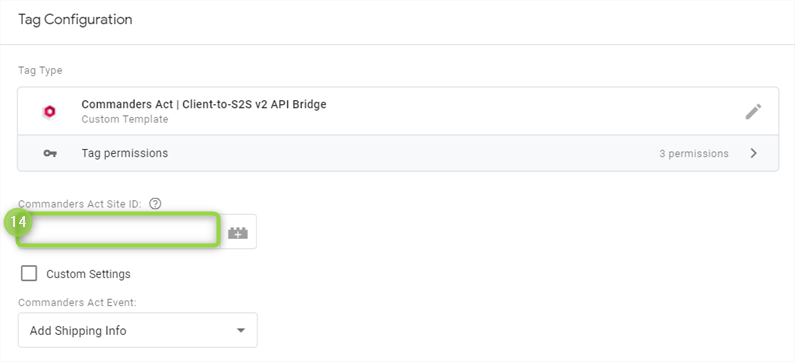 Tag Configuration
Tag Type
Commanders Act | Client-to-S2S v2 API Bridge
Custom Template
Tag permissions 3 permissions
Commanders Act Site ID:
14
Custom Settings
Commanders Act Event:
Add Shipping Info